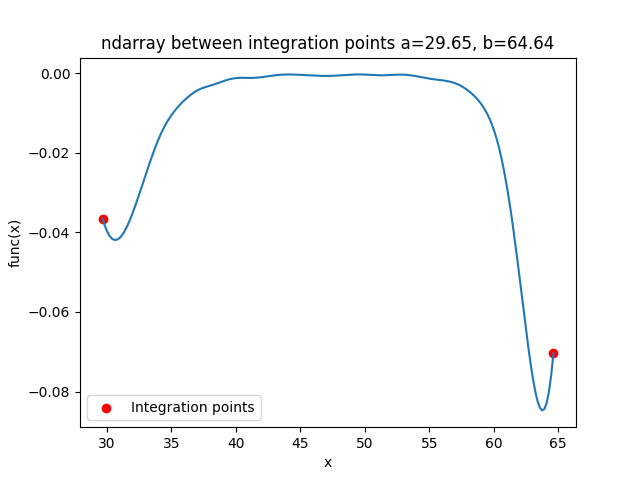 ndarray between integration points a=29.65, b=64.64
0.00
−0.02
−0.04
−0.06
−0.08
func(x)
Integration points
30 35 40 45 50 55 60 65
x